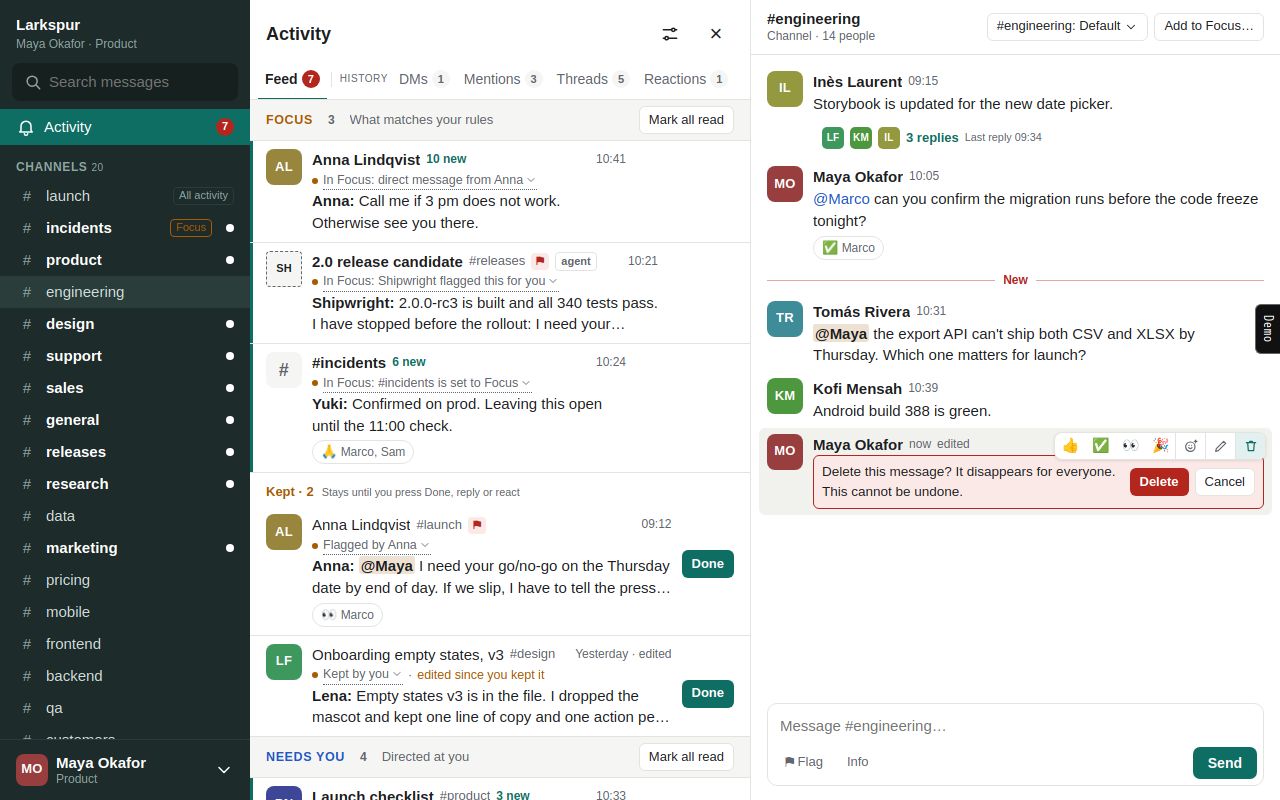 Larkspur
Maya Okafor · Product
Search messages
Activity
7
CHANNELS 20
# launch All activity
# incidents Focus
# product
# engineering
# design
# support
# sales
# general
# releases
# research
# data
# marketing
# pricing
# mobile
# frontend
# backend
# qa
# customers
MO
Maya Okafor
Product
Activity
Feed 7 HISTORY DMs 1 Mentions 3 Threads 5 Reactions 1
FOCUS 3 What matches your rules Mark all read
AL
Anna Lindqvist 10 new 10:41
In Focus: direct message from Anna
Anna: Call me if 3 pm does not work.
Otherwise see you there.
SH
2.0 release candidate #releases agent 10:21
In Focus: Shipwright flagged this for you
Shipwright: 2.0.0-rc3 is built and all 340 tests pass.
I have stopped before the rollout: I need your…
#
#incidents 6 new 10:24
In Focus: #incidents is set to Focus
Yuki: Confirmed on prod. Leaving this open
until the 11:00 check.
🙏 Marco, Sam
Kept · 2 Stays until you press Done, reply or react
AL
Anna Lindqvist #launch 09:12
Flagged by Anna
Anna: @Maya I need your go/no-go on the Thursday
date by end of day. If we slip, I have to tell the press…
Done
👀 Marco
LF
Onboarding empty states, v3 #design Yesterday · edited
Kept by you · edited since you kept it
Lena: Empty states v3 is in the file. I dropped the
mascot and kept one line of copy and one action pe…
Done
NEEDS YOU 4 Directed at you Mark all read
Launch checklist #product 3 new 10:33
#engineering
Channel · 14 people
#engineering: Default
Add to Focus…
IL
Inès Laurent 09:15
Storybook is updated for the new date picker.
LF KM IL 3 replies Last reply 09:34
MO
Maya Okafor 10:05
@Marco can you confirm the migration runs before the code freeze
tonight?
✅ Marco
New
TR
Tomás Rivera 10:31
@Maya the export API can't ship both CSV and XLSX by
Thursday. Which one matters for launch?
KM
Kofi Mensah 10:39
Android build 388 is green.
MO
Maya Okafor now edited
👍 ✅ 👀 🎉
Delete this message? It disappears for everyone.
This cannot be undone.
Delete
Cancel
Demo
Message #engineering…
Flag
Info
Send